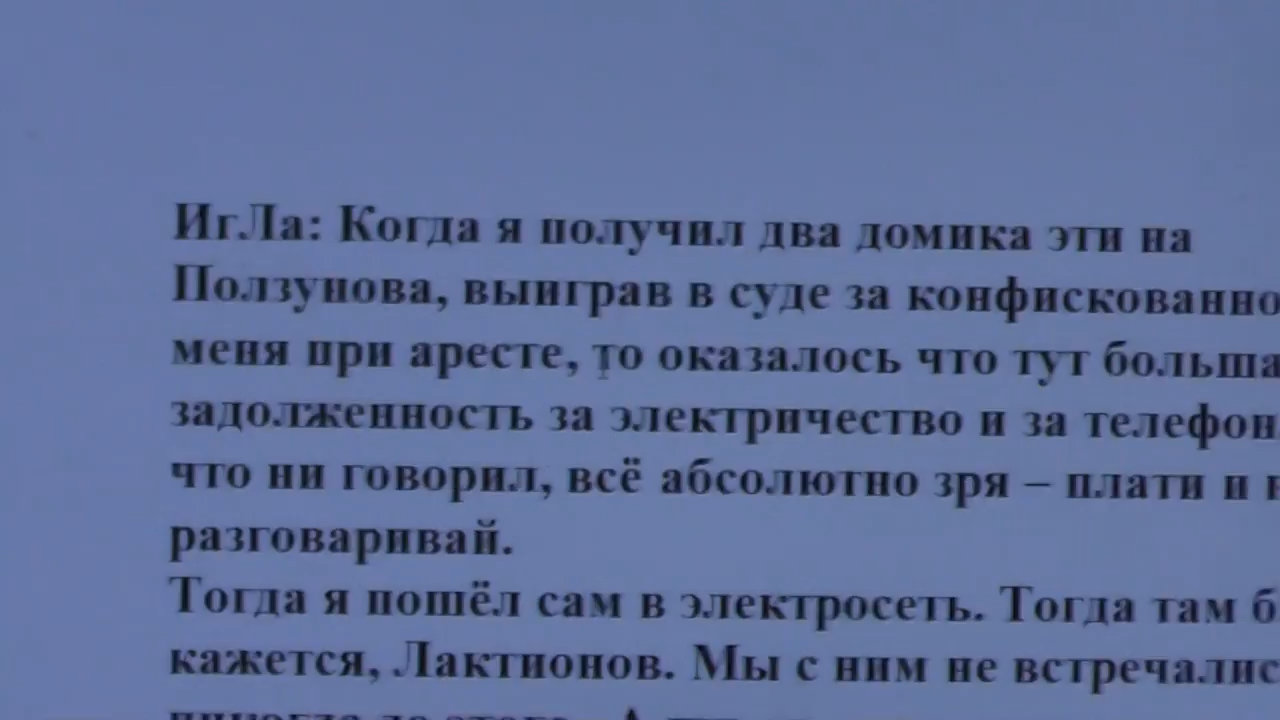 ИгЛа: Когда я получил два домика эти на
Ползунова, выиграв в суде за конфискованно
меня при аресте, то оказалось что тут больша
задолженность за электричество и за телефон
что ни говорил, всё абсолютно зря – плати и
разговаривай.
Тогда я пошёл сам в электросеть. Тогда там б
кажется, Лактионов. Мы с ним не встречалис